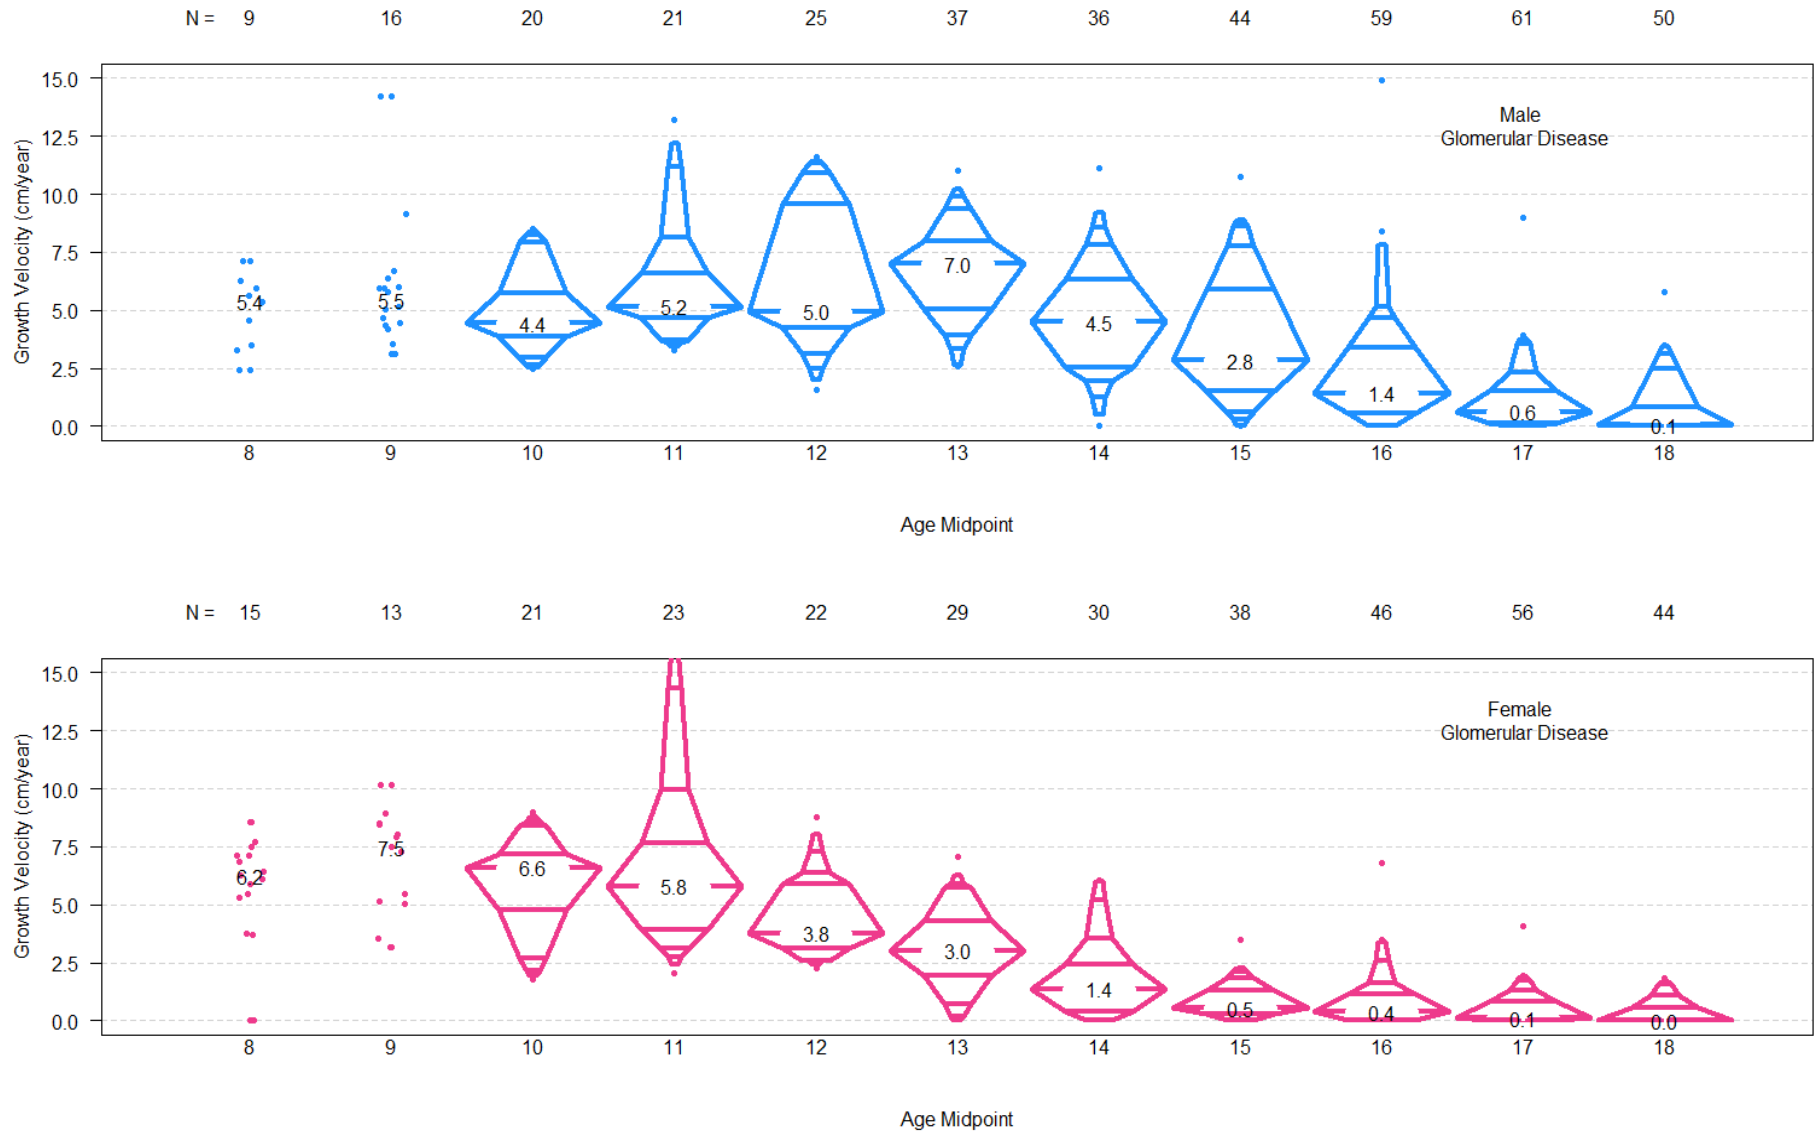 N = 9 16 20 21 25 37 36 44 59 61 50
15.0
Male
12.5
Glomerular Disease
10.0
7.5
7.0
5.4 5.5 5.2 5.0
5.0
4.4 4.5
2.8
2.5
1.4
0.6
0.1
0.0
Growth Velocity (cm/year)
8 9 10 11 12 13 14 15 16 17 18
Age Midpoint
N = 15 13 21 23 22 29 30 38 46 56 44
15.0
Female
12.5
Glomerular Disease
10.0
7.5
7.5
6.6
6.2 5.8
5.0
3.8
3.0
2.5
1.4
0.5 0.4 0.1 0.0
0.0
Growth Velocity (cm/year)
8 9 10 11 12 13 14 15 16 17 18
Age Midpoint